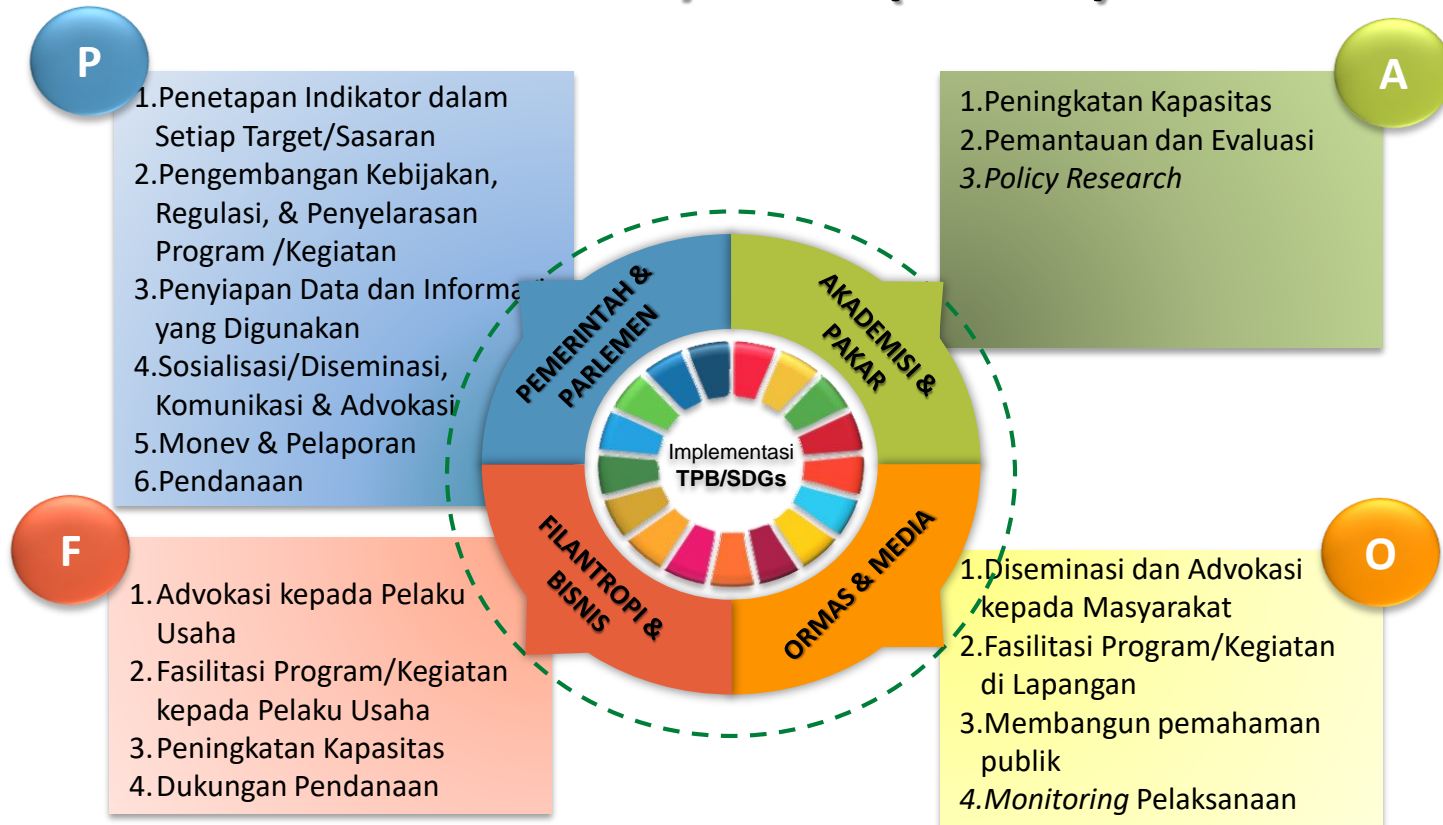 P
1.Penetapan Indikator dalam
Setiap Target/Sasaran
2.Pengembangan Kebijakan,
Regulasi, & Penyelarasan
Program /Kegiatan
3.Penyiapan Data dan Informa
yang Digunakan
4.Sosialisasi/Diseminasi,
Komunikasi & Advokasi
5.Monev & Pelaporan
6.Pendanaan
A
1.Peningkatan Kapasitas
2.Pemantauan dan Evaluasi
3.Policy Research
PEMERINTAH &
PARLEMEN
AKADEMISI &
PAKAR
Implementasi
TPB/SDGs
FILANTROPI &
BISNIS
ORMAS & MEDIA
F
1.Advokasi kepada Pelaku
Usaha
2.Fasilitasi Program/Kegiatan
kepada Pelaku Usaha
3.Peningkatan Kapasitas
4.Dukungan Pendanaan
O
1.Diseminasi dan Advokasi
kepada Masyarakat
2.Fasilitasi Program/Kegiatan
di Lapangan
3.Membangun pemahaman
publik
4.Monitoring Pelaksanaan